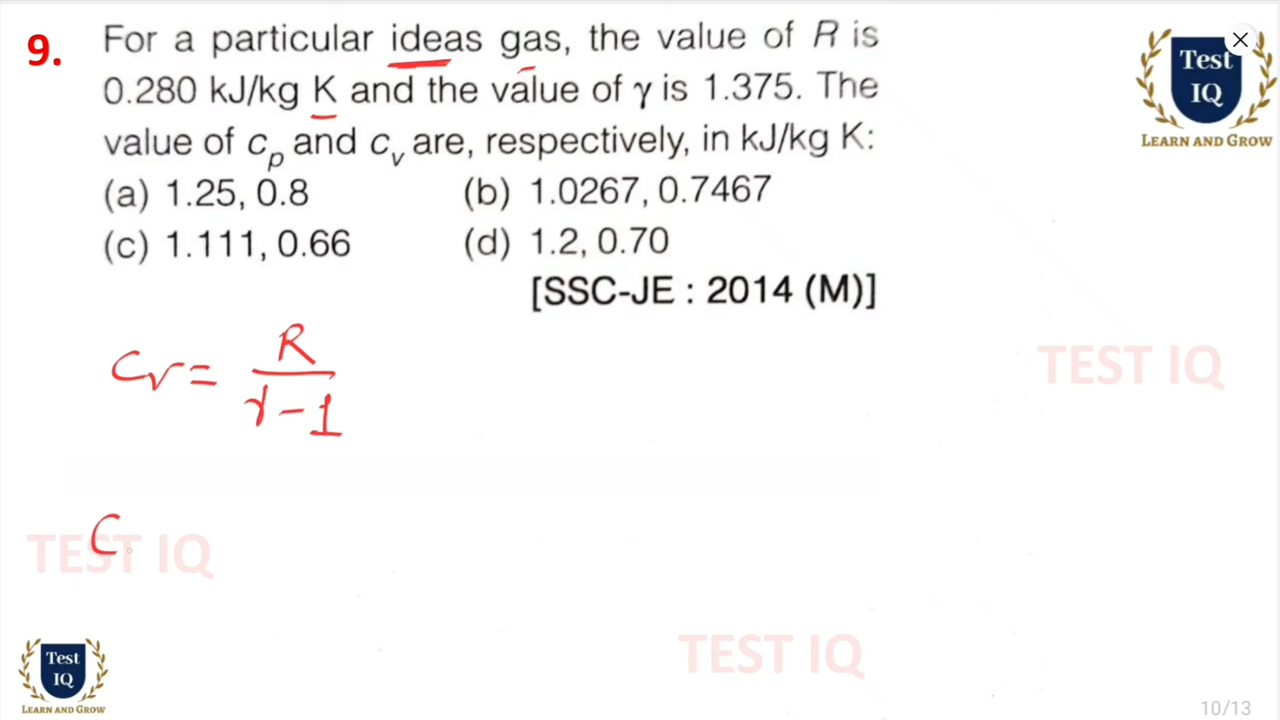 9. For a particular ideas gas, the value of R is
0.280 kJ/kg K and the value of γ is 1.375. The
value of cp and cv are, respectively, in kJ/kg K:
(a) 1.25, 0.8 (b) 1.0267, 0.7467
(c) 1.111, 0.66 (d) 1.2, 0.70
[SSC-JE : 2014 (M)]
Test
IQ
LEARN AND GROW
Cv = R
γ-1
TEST IQ
C
TEST IQ
TEST IQ
Test
IQ
LEARN AND GROW
10/13